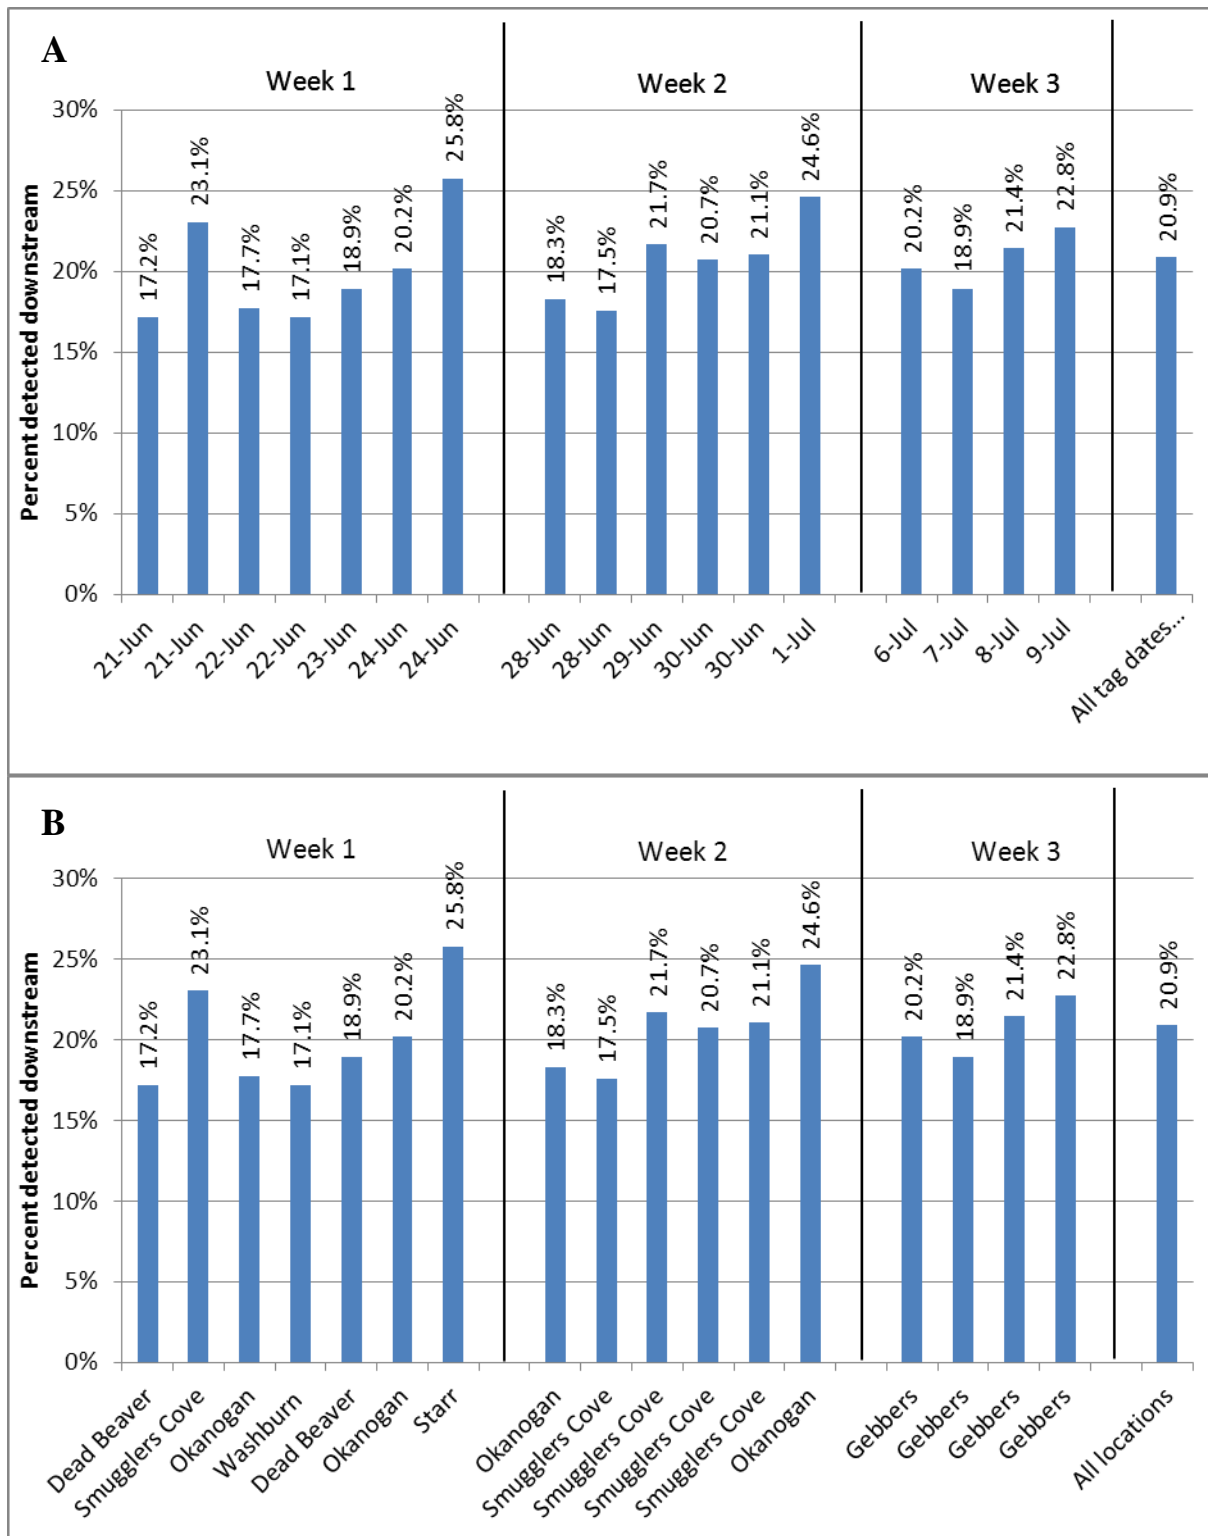 A
Week 1
Week 2
Week 3
Percent detected downstream
30%
25%
20%
15%
10%
5%
0%
17.2%
23.1%
17.7%
17.1%
18.9%
20.2%
25.8%
18.3%
17.5%
21.7%
20.7%
21.1%
24.6%
20.2%
18.9%
21.4%
22.8%
20.9%
21-Jun
21-Jun
22-Jun
22-Jun
23-Jun
24-Jun
24-Jun
28-Jun
28-Jun
29-Jun
30-Jun
30-Jun
1-Jul
6-Jul
7-Jul
8-Jul
9-Jul
All tag dates...
B
Week 1
Week 2
Week 3
Percent detected downstream
30%
25%
20%
15%
10%
5%
0%
17.2%
23.1%
17.7%
17.1%
18.9%
20.2%
25.8%
18.3%
17.5%
21.7%
20.7%
21.1%
24.6%
20.2%
18.9%
21.4%
22.8%
20.9%
Dead Beaver
Smugglers Cove
Okanogan
Washburn
Dead Beaver
Okanogan
Starr
Okanogan
Smugglers Cove
Smugglers Cove
Smugglers Cove
Smugglers Cove
Okanogan
Gebbers
Gebbers
Gebbers
Gebbers
All locations